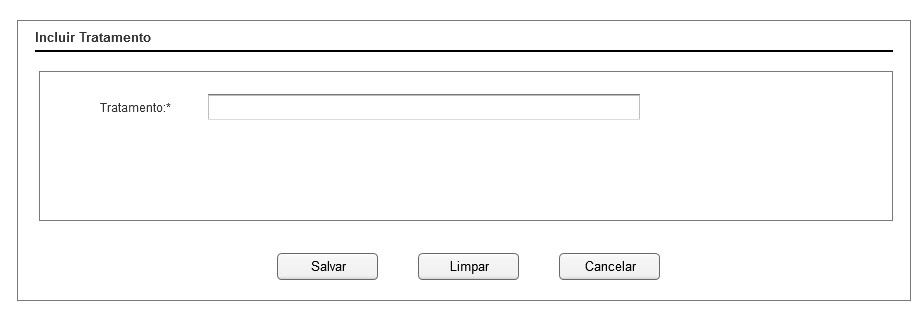 Incluir Tratamento
Tratamento:*
Salvar
Limpar
Cancelar